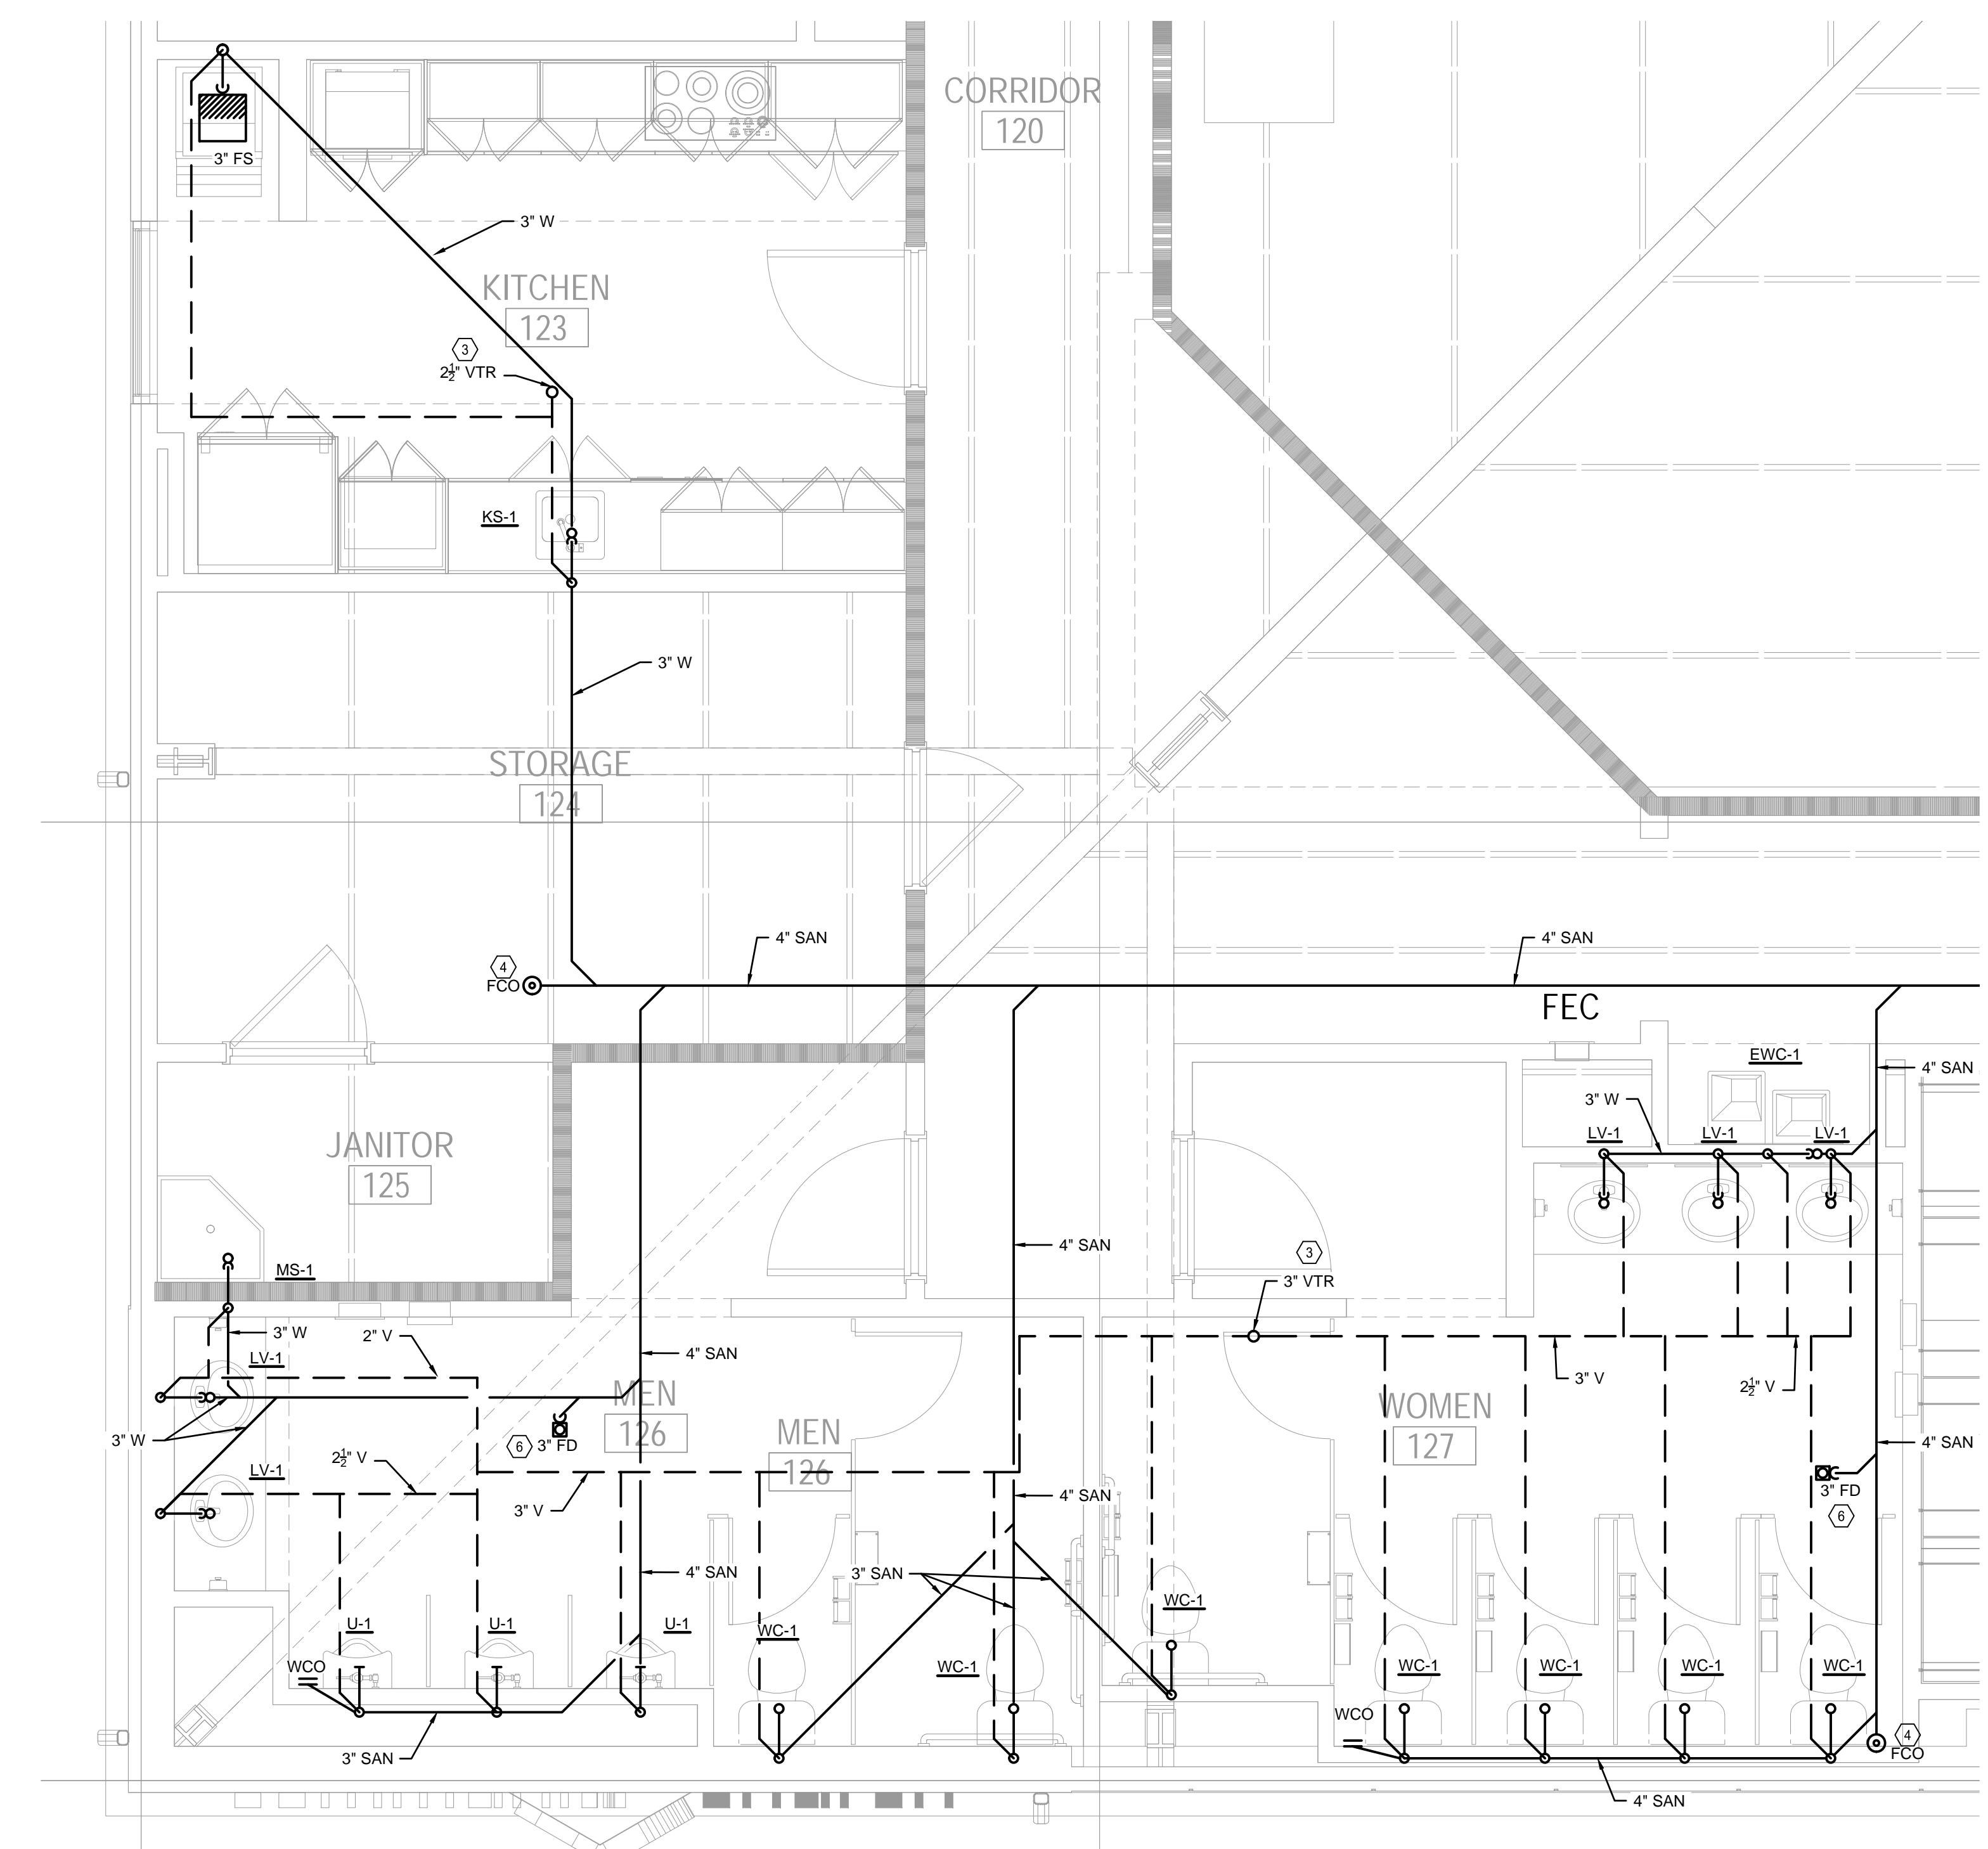 CORRIDOR
120
3" FS
3" W
KITCHEN
123
3
2½" VTR
KS-1
3" W
STORAGE
124
4" SAN
4" SAN
4
FCO
FEC
EWC-1
4" SAN
3" W
LV-1
LV-1
LV-1
JANITOR
125
4" SAN
3
3" VTR
MS-1
3" W
2" V
4" SAN
LV-1
3" V
2½" V
MEN
126
MEN
126
WOMEN
127
3" W
6
3" FD
4" SAN
2½" V
LV-1
3" V
4" SAN
3" FD
6
3" SAN
4" SAN
U-1
U-1
U-1
WC-1
WC-1
WC-1
WCO
WC-1
WC-1
WC-1
WC-1
WCO
4
FCO
3" SAN
4" SAN